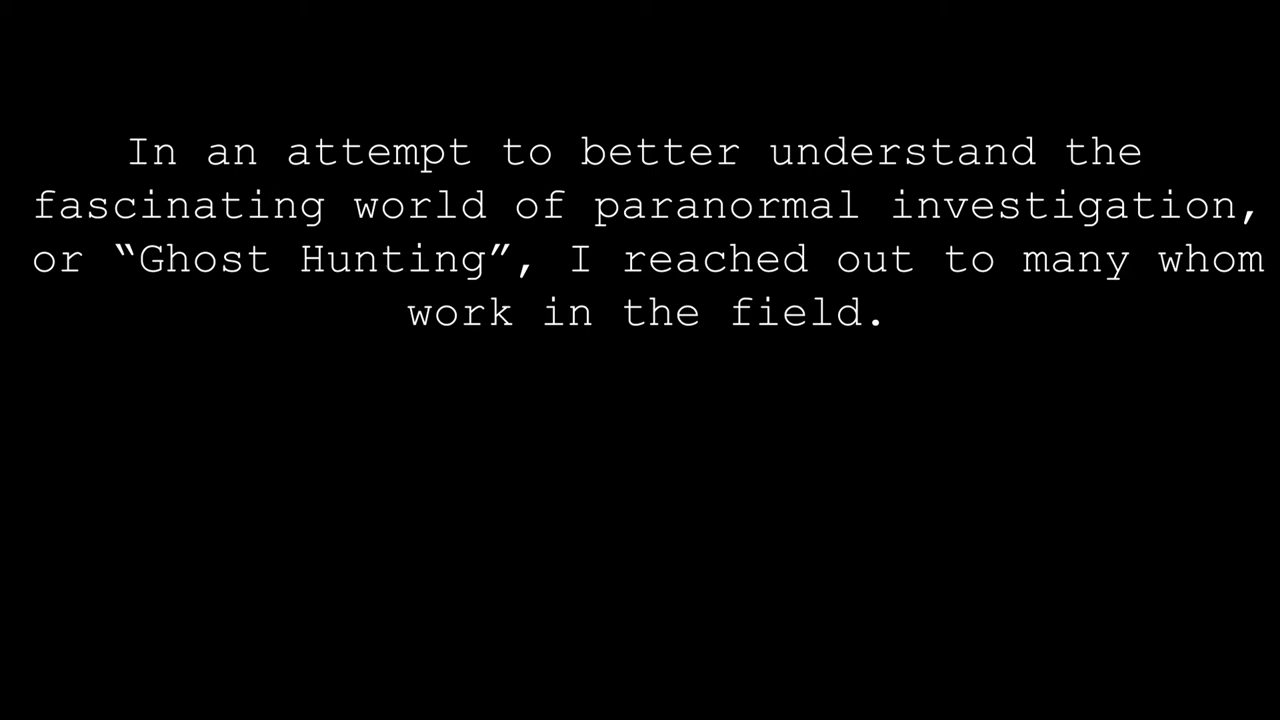 In an attempt to better understand the
fascinating world of paranormal investigation,
or “Ghost Hunting”, I reached out to many whom
work in the field.